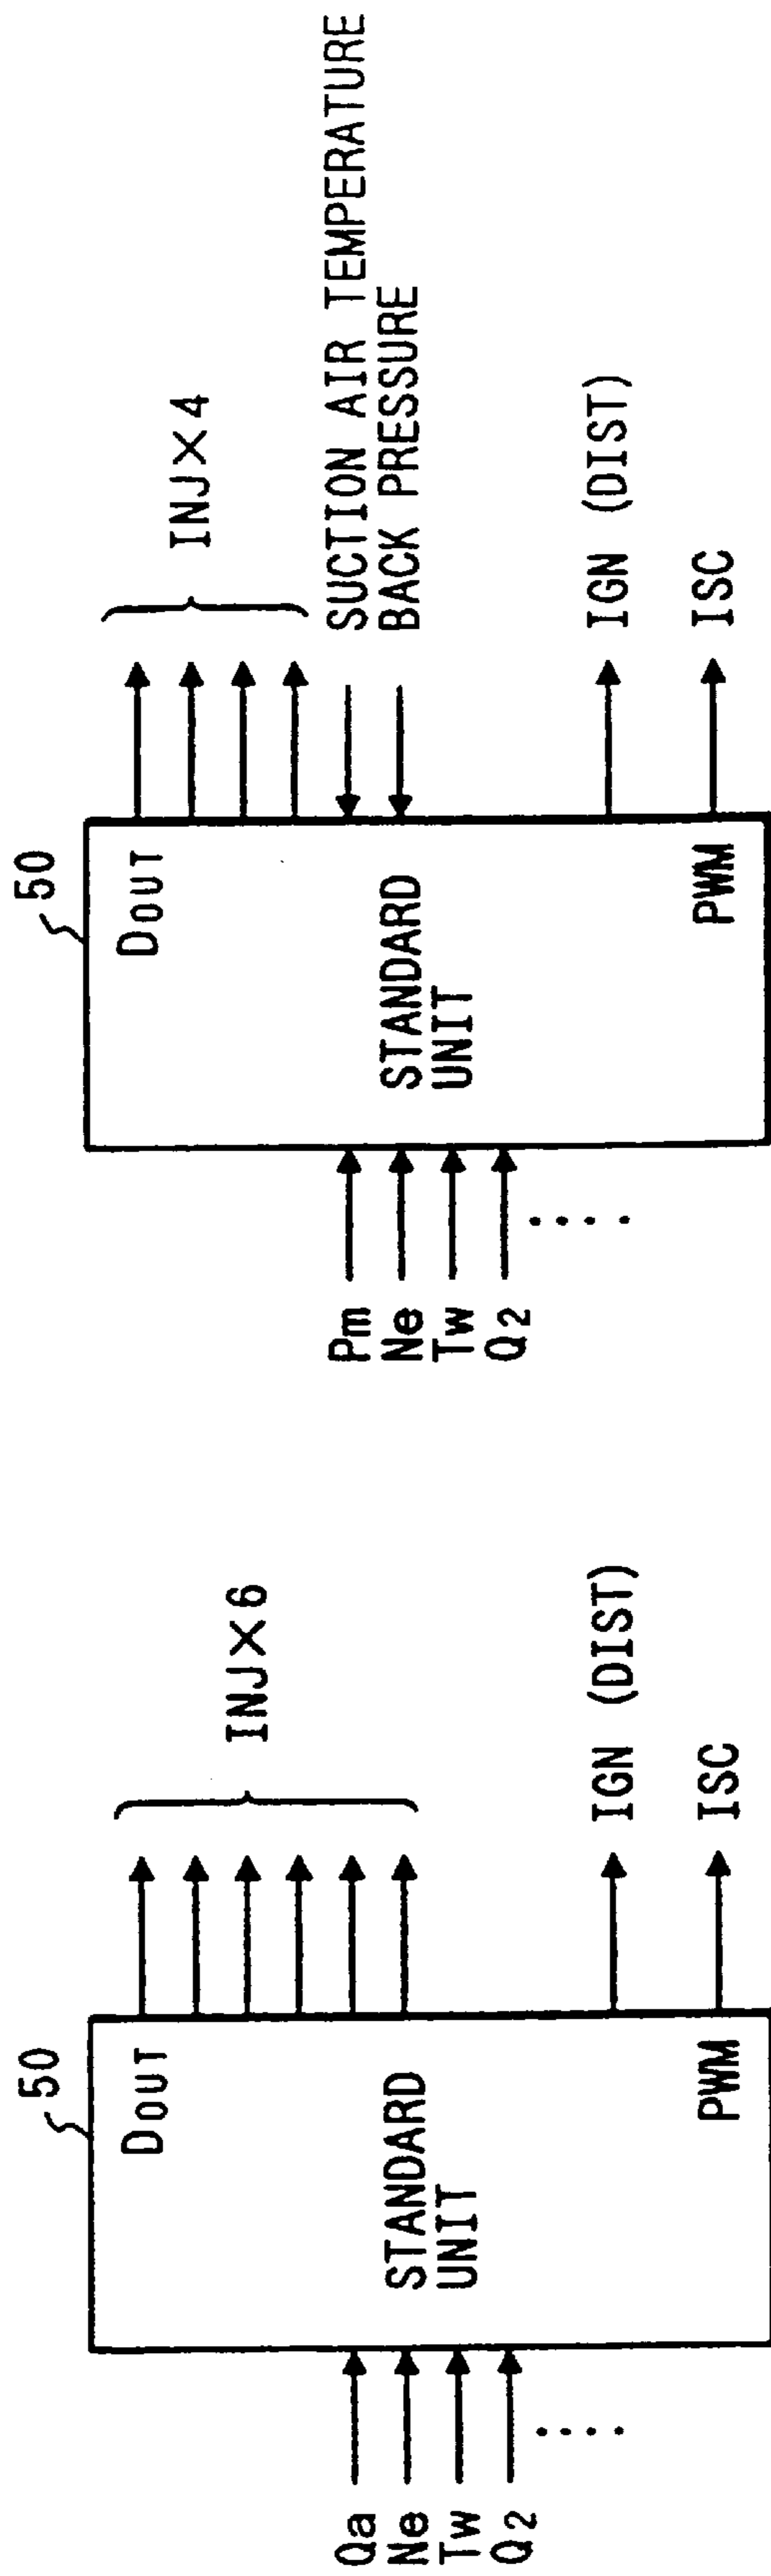 50
DOUT
STANDARD
UNIT
PWM
Qa
Ne
Tw
Q2
INJ×6
IGN (DIST)
ISC
50
DOUT
STANDARD
UNIT
PWM
Pm
Ne
Tw
Q2
INJ×4
SUCTION AIR TEMPERATURE
BACK PRESSURE
IGN (DIST)
ISC